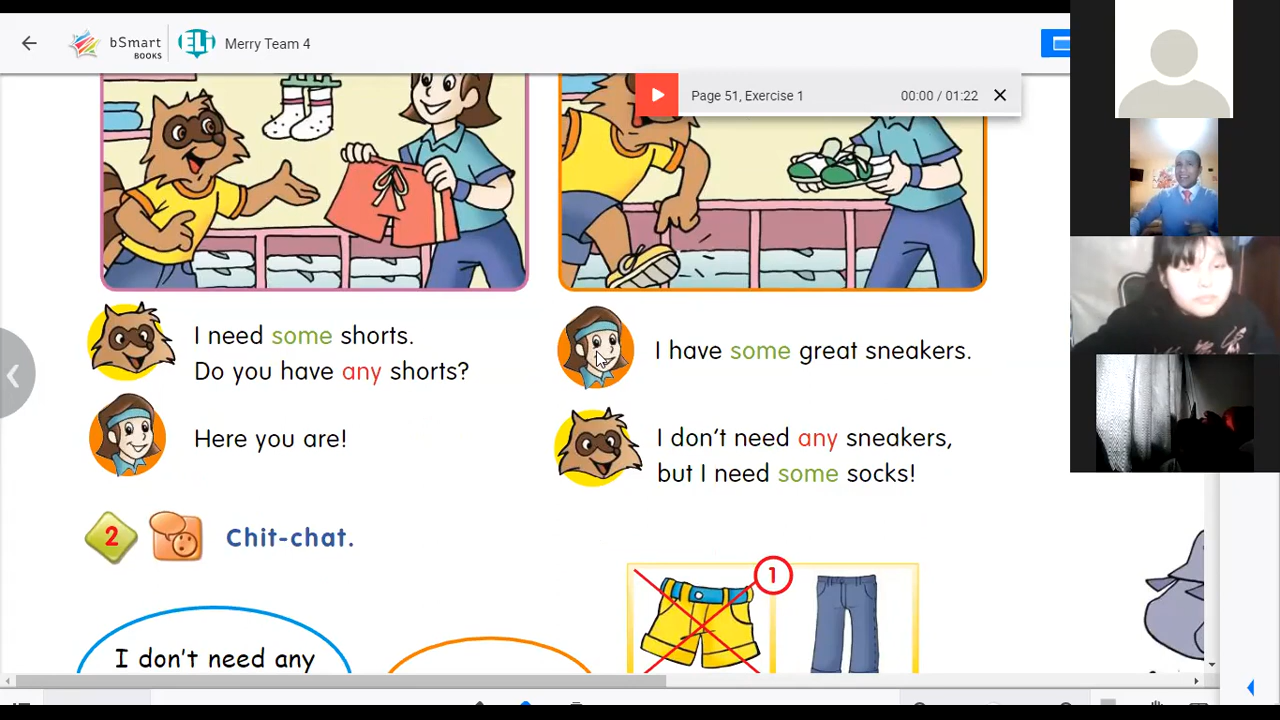 bSmart
BOOKS
ELi
Merry Team 4
Page 51, Exercise 1
00:00 / 01:22
I need some shorts.
Do you have any shorts?
Here you are!
I have some great sneakers.
I don't need any sneakers,
but I need some socks!
2
Chit-chat.
1
I don't need any